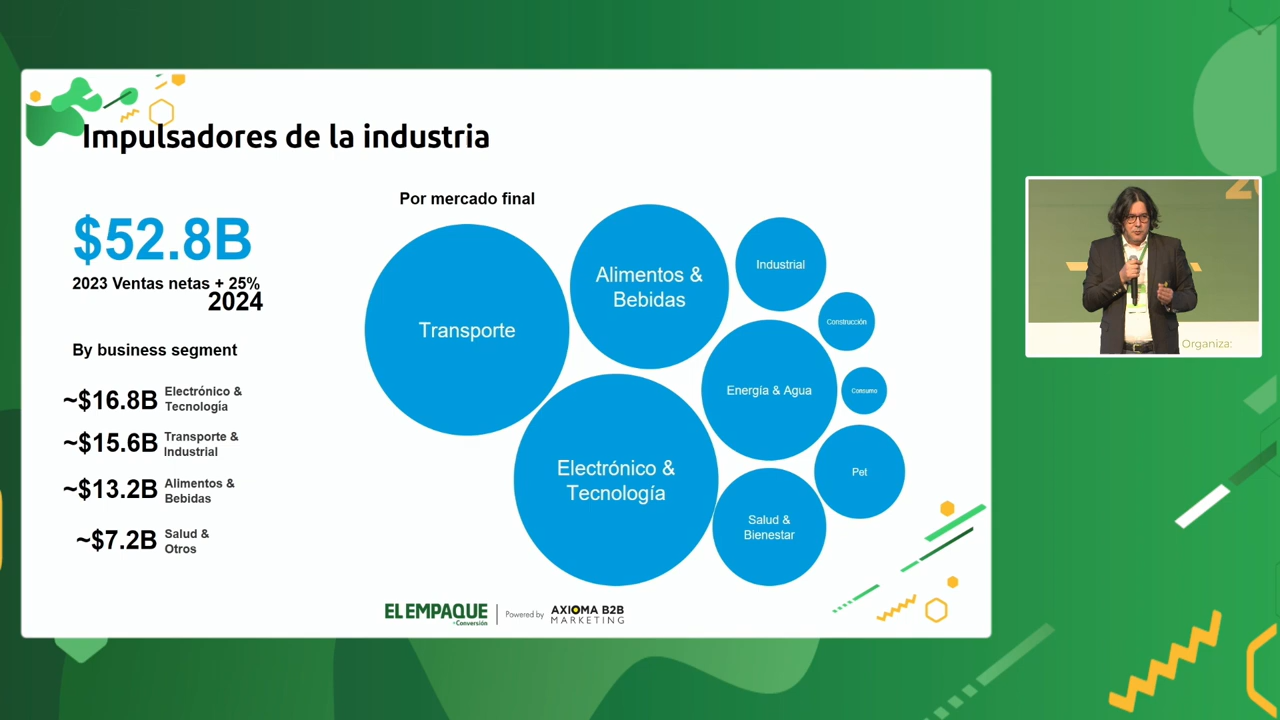 Impulsadores de la industria
$52.8B
2023 Ventas netas + 25%
2024
By business segment
~$16.8B
Electrónico &
Tecnología
~$15.6B
Transporte &
Industrial
~$13.2B
Alimentos &
Bebidas
~$7.2B
Salud &
Otros
Por mercado final
Transporte
Alimentos &
Bebidas
Industrial
Construcción
Energía & Agua
Consumo
Electrónico &
Tecnología
Pet
Salud &
Bienestar
EL EMPAQUE
+Conversión
Powered by
AXIOMA B2B
MARKETING
Organiza: